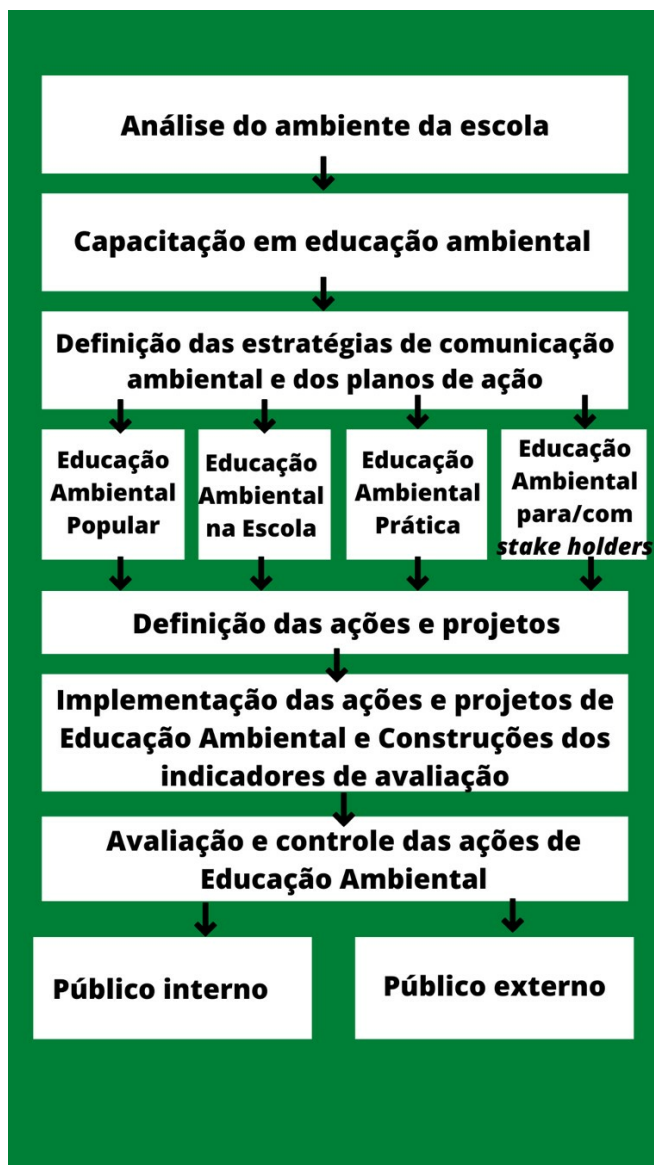 Análise do ambiente da escola
Capacitação em educação ambiental
Definição das estratégias de comunicação
ambiental e dos planos de ação
Educação
Ambiental
Popular
Educação
Ambiental
na Escola
Educação
Ambiental
Prática
Educação
Ambiental
para/com
stake holders
Definição das ações e projetos
Implementação das ações e projetos de
Educação Ambiental e Construções dos
indicadores de avaliação
Avaliação e controle das ações de
Educação Ambiental
Público interno
Público externo